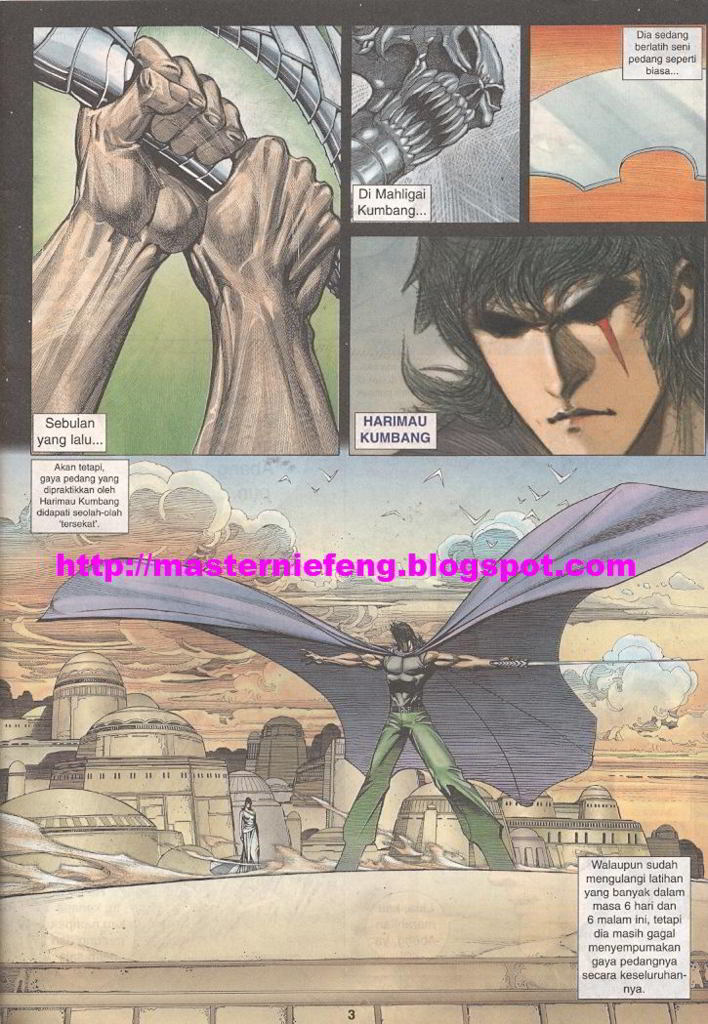 Sebulan
yang lalu...
Di Mahligai
Kumbang...
Dia sedang
berlatih seni
pedang seperti
biasa...
HARIMAU
KUMBANG
Akan tetapi,
gaya pedang yang
dipraktikkan oleh
Harimau Kumbang
didapati seolah-olah
'tersekat'.
http://masterniefeng.blogspot.com
Walaupun sudah
mengulangi latihan
yang banyak dalam
masa 6 hari dan
6 malam ini, tetapi
dia masih gagal
menyempurnakan
gaya pedangnya
secara keseluruhan-
nya.
3